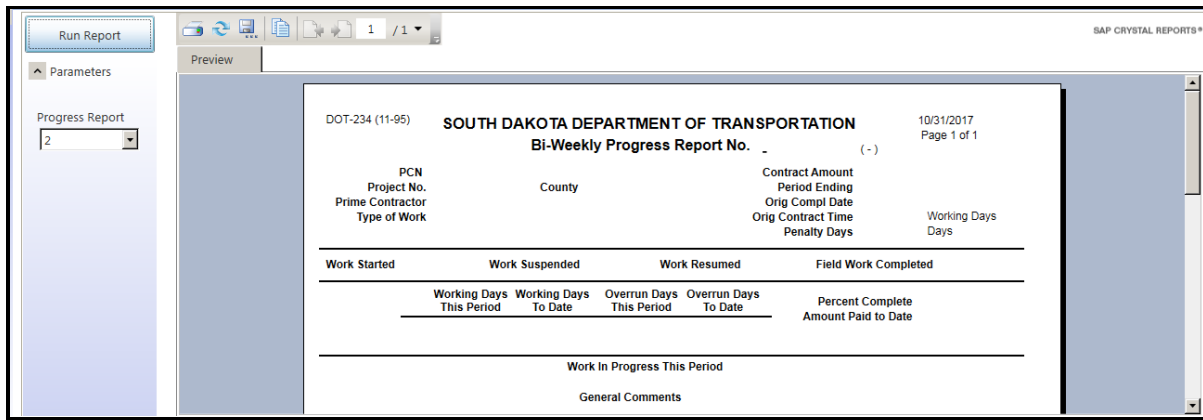 Run Report
Parameters
Progress Report
2
1 / 1
SAP CRYSTAL REPORTS®
Preview
DOT-234 (11-95)
SOUTH DAKOTA DEPARTMENT OF TRANSPORTATION
10/31/2017
Bi-Weekly Progress Report No. - ( - )
Page 1 of 1
PCN
Contract Amount
Project No. County Period Ending
Prime Contractor Orig Compl Date
Type of Work Orig Contract Time Working Days
Penalty Days Days
Work Started Work Suspended Work Resumed Field Work Completed
Working Days Working Days Overrun Days Overrun Days
This Period To Date This Period To Date
Percent Complete
Amount Paid to Date
Work In Progress This Period
General Comments